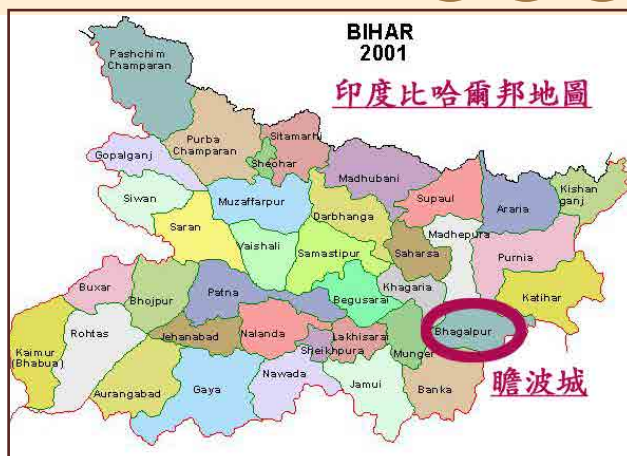 BIHAR
2001
印度比哈爾邦地圖
Pashchim
Champaran
Purba
Champaran
Sitamarhi
Sheohar
Gopalganj
Siwan
Saran
Muzaffarpur
Madhubani
Darbhanga
Supaul
Araria
Kishan
ganj
Madhepura
Saharsa
Purnia
Katihar
Vaishali
Samastipur
Khagaria
Begusarai
Buxar
Bhojpur
Patna
Kaimur
(Bhabua)
Rohtas
Jehanabad
Nalanda
Lakhisarai
Sheikhpura
Munger
Bhagalpur
Aurangabad
Gaya
Nawada
Jamui
Banka
瞻波城